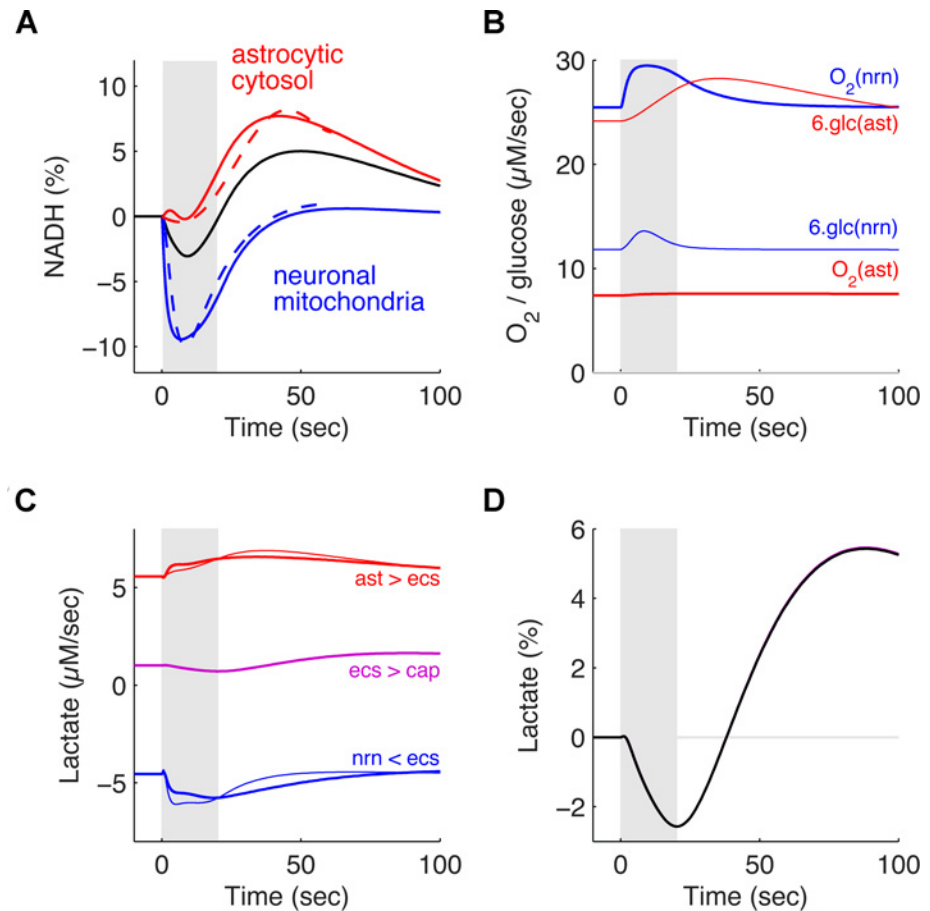 A
astrocytic
cytosol
neuronal
mitochondria
NADH (%)
10
5
0
−5
−10
0
50
100
Time (sec)
B
O₂(nrn)
6.glc(ast)
6.glc(nrn)
O₂(ast)
O₂ / glucose (μM/sec)
30
20
10
0
0
50
100
Time (sec)
C
ast > ecs
ecs > cap
nrn < ecs
Lactate (μM/sec)
5
0
−5
0
50
100
Time (sec)
D
Lactate (%)
6
4
2
0
−2
0
50
100
Time (sec)